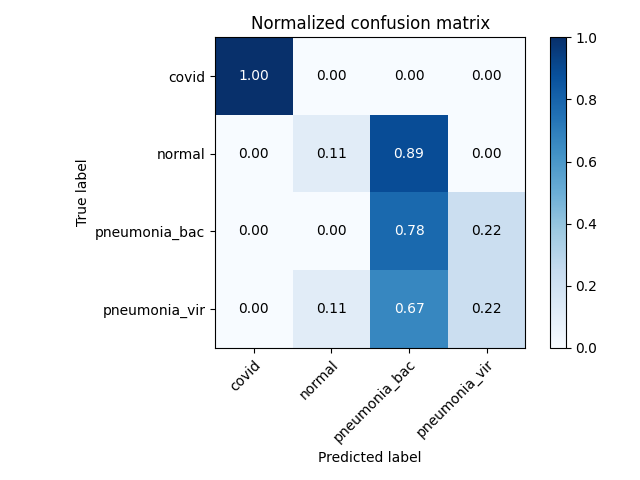 Normalized confusion matrix
True label
covid 1.00 0.00 0.00 0.00
normal 0.00 0.11 0.89 0.00
pneumonia_bac 0.00 0.00 0.78 0.22
pneumonia_vir 0.00 0.11 0.67 0.22
covid normal pneumonia_bac pneumonia_vir
Predicted label
1.0
0.8
0.6
0.4
0.2
0.0